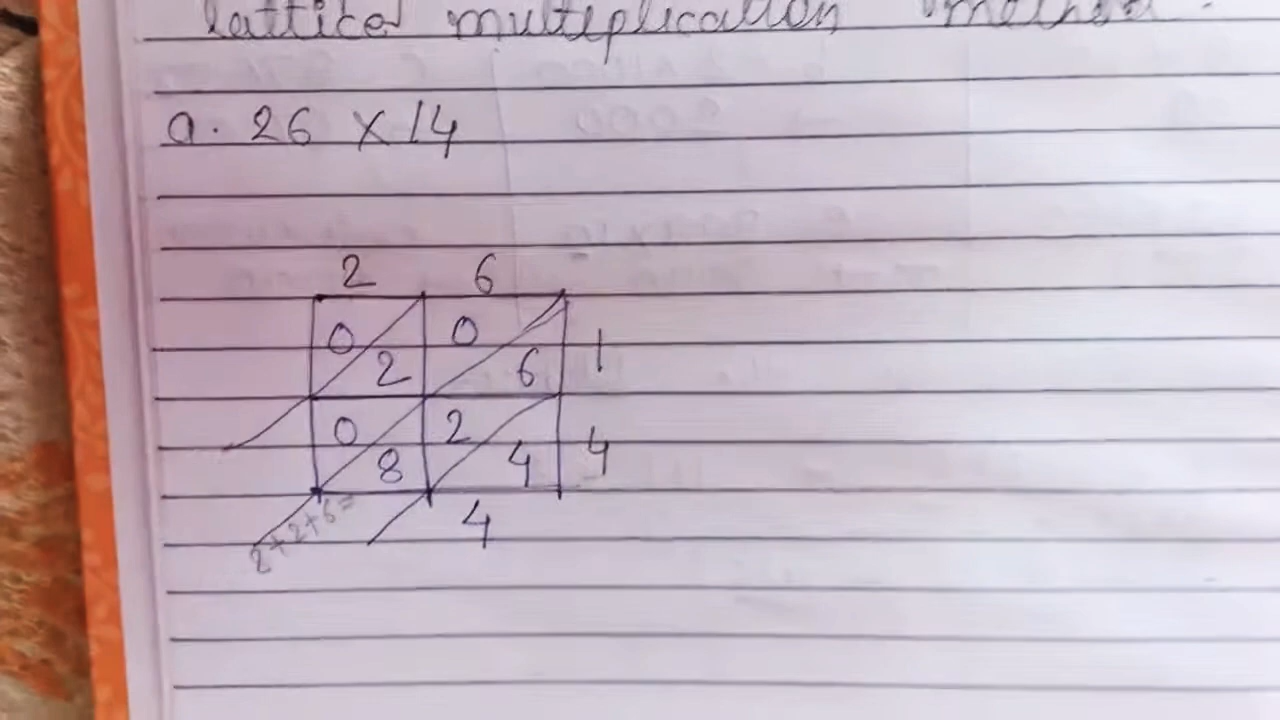 lattice multiplication method.
a. 26 X 14
2 6
0 0
2 6 1
0 2
8 4 4
4
2+2+6=